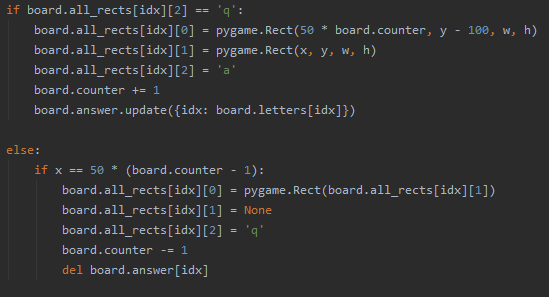 if board.all_rects[idx][2] == 'q':
    board.all_rects[idx][0] = pygame.Rect(50 * board.counter, y - 100, w, h)
    board.all_rects[idx][1] = pygame.Rect(x, y, w, h)
    board.all_rects[idx][2] = 'a'
    board.counter += 1
    board.answer.update({idx: board.letters[idx]})

else:
    if x == 50 * (board.counter - 1):
        board.all_rects[idx][0] = pygame.Rect(board.all_rects[idx][1])
        board.all_rects[idx][1] = None
        board.all_rects[idx][2] = 'q'
        board.counter -= 1
        del board.answer[idx]